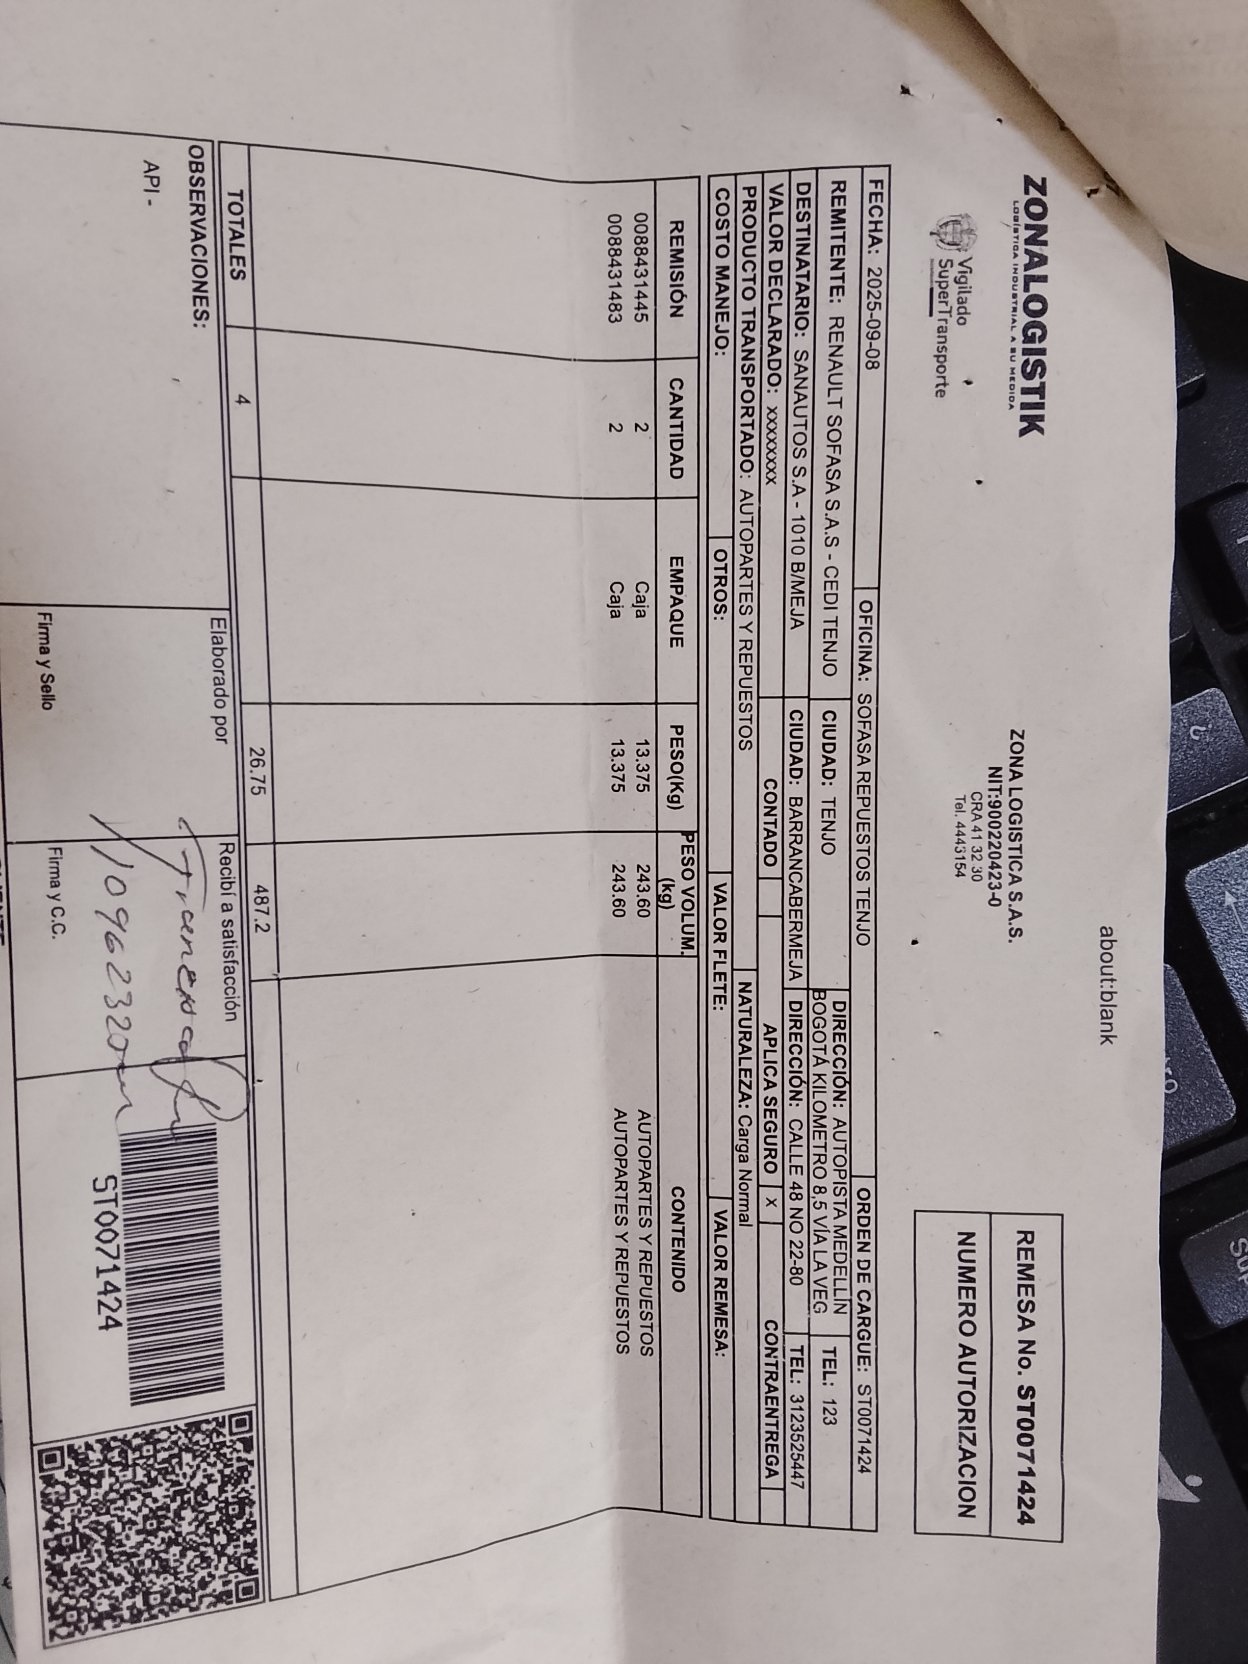 about:blank
ZONALOGISTIK
LOGÍSTICA INDUSTRIAL A SU MEDIDA
Vigilado
SuperTransporte
ZONA LOGISTICA S.A.S.
NIT:900220423-0
CRA 41 32 30
Tel. 4443154
REMESA No. ST0071424
NUMERO AUTORIZACION
FECHA: 2025-09-08 OFICINA: SOFASA REPUESTOS TENJO ORDEN DE CARGUE: ST0071424
REMITENTE: RENAULT SOFASA S.A.S - CEDI TENJO CIUDAD: TENJO DIRECCIÓN: AUTOPISTA MEDELLÍN BOGOTÁ KILOMETRO 8,5 VÍA LA VEG TEL: 123
DESTINATARIO: SANAUTOS S.A - 1010 B/MEJA CIUDAD: BARRANCABERMEJA DIRECCIÓN: CALLE 48 NO 22-80 TEL: 3123525447
VALOR DECLARADO: xxxxxxxx CONTADO APLICA SEGURO X CONTRAENTREGA
PRODUCTO TRANSPORTADO: AUTOPARTES Y REPUESTOS NATURALEZA: Carga Normal
COSTO MANEJO: OTROS: VALOR FLETE: VALOR REMESA:
REMISIÓN CANTIDAD EMPAQUE PESO(Kg) PESO VOLUM. (kg) CONTENIDO
0088431445 2 Caja 13.375 243.60 AUTOPARTES Y REPUESTOS
0088431483 2 Caja 13.375 243.60 AUTOPARTES Y REPUESTOS
TOTALES 4 26.75 487.2
OBSERVACIONES:
API -
Elaborado por
Firma y Sello
Recibí a satisfacción
Firma y C.C.
ST0071424